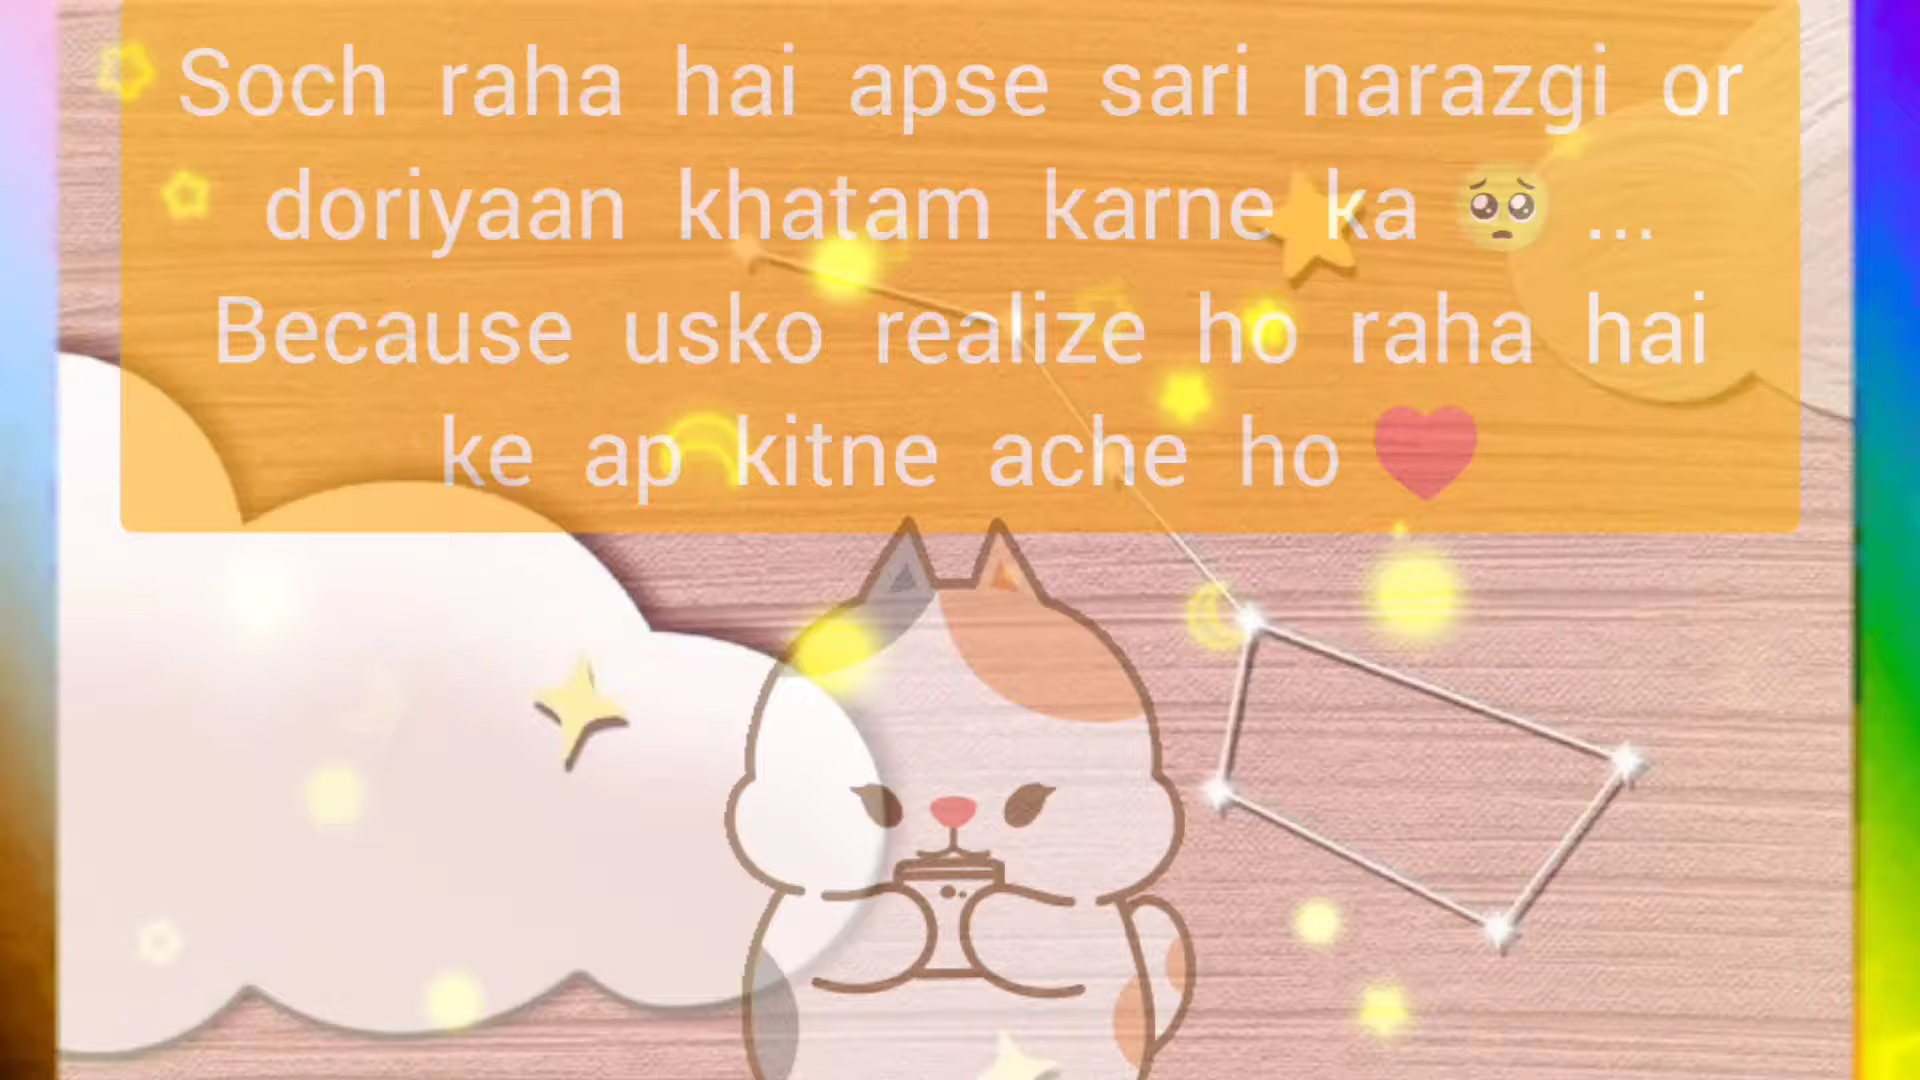 Soch raha hai apse sari narazgi or
doriyaan khatam karne ka 🥺 ...
Because usko realize ho raha hai
ke ap kitne ache ho ❤️